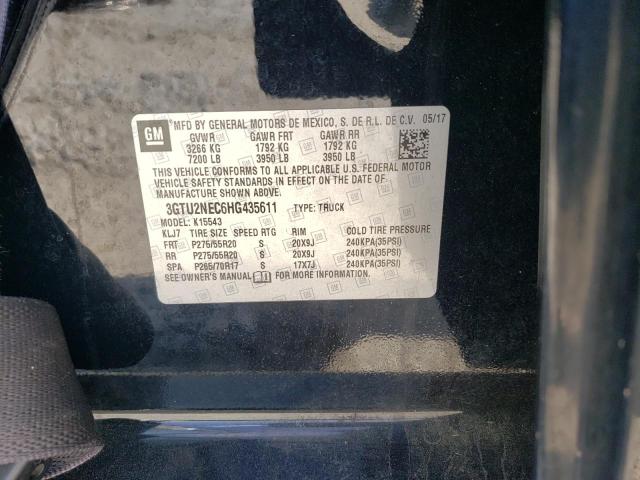 GM MFD BY GENERAL MOTORS DE MEXICO, S. DE R.L. DE C.V. 05/17
GVWR GAWR FRT GAWR RR
3266 KG 1792 KG 1792 KG
7200 LB 3950 LB 3950 LB
THIS VEHICLE CONFORMS TO ALL APPLICABLE U.S. FEDERAL MOTOR
VEHICLE SAFETY STANDARDS IN EFFECT ON THE DATE OF
MANUFACTURE SHOWN ABOVE.
3GTU2NEC6HG435611 TYPE: TRUCK
MODEL: K15543
KLJ7 TIRE SIZE SPEED RTG RIM COLD TIRE PRESSURE
FRT P275/55R20 S 20X9J 240KPA(35PSI)
RR P275/55R20 S 20X9J 240KPA(35PSI)
SPA P265/70R17 S 17X7J 240KPA(35PSI)
SEE OWNER'S MANUAL FOR MORE INFORMATION.